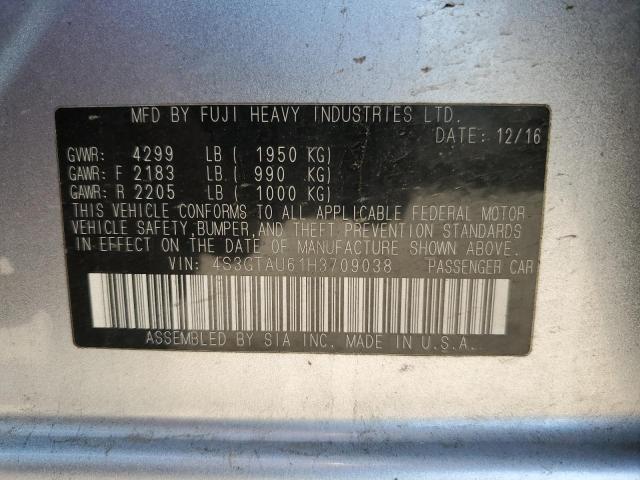 MFD BY FUJI HEAVY INDUSTRIES LTD.
DATE: 12/16
GVWR: 4299 LB ( 1950 KG)
GAWR: F 2183 LB. ( 990 KG)
GAWR: R 2205 LB ( 1000 KG)
THIS VEHICLE CONFORMS TO ALL APPLICABLE FEDERAL MOTOR
VEHICLE SAFETY, BUMPER, AND THEFT PREVENTION STANDARDS
IN EFFECT ON THE DATE OF MANUFACTURE SHOWN ABOVE.
VIN: 4S3GTAU61H3709038 PASSENGER CAR
ASSEMBLED BY SIA INC. MADE IN U.S.A.